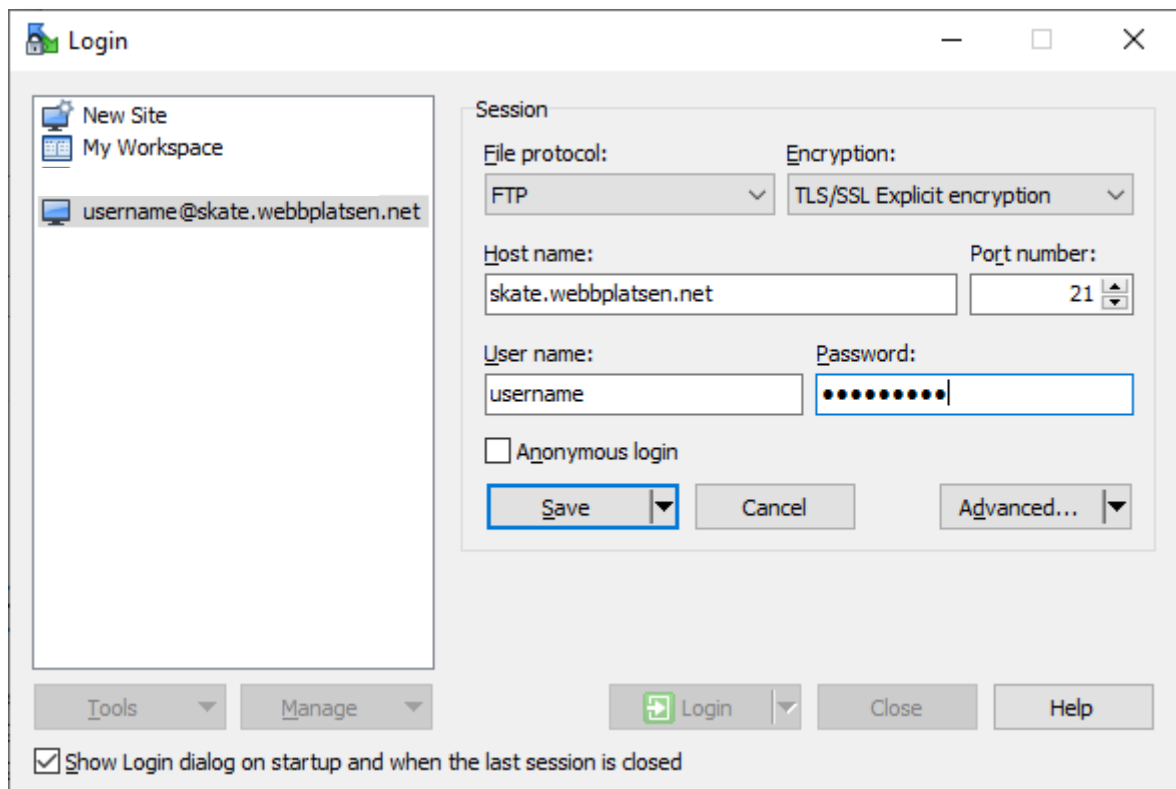 Login
New Site
My Workspace
username@skate.webbplatsen.net
Session
File protocol:
Encryption:
FTP
TLS/SSL Explicit encryption
Host name:
Port number:
skate.webbplatsen.net
21
User name:
Password:
username
●●●●●●●●●
Anonymous login
Save
Cancel
Advanced...
Tools
Manage
Login
Close
Help
Show Login dialog on startup and when the last session is closed